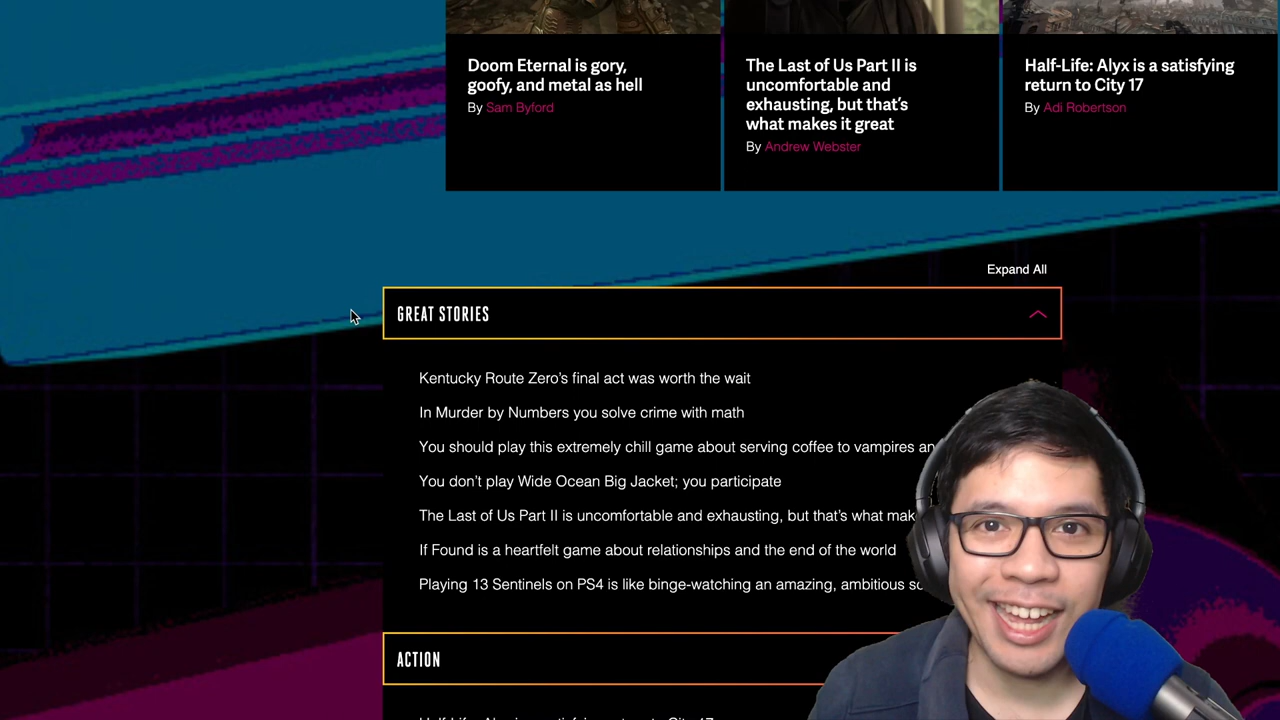 Doom Eternal is gory,
goofy, and metal as hell
By Sam Byford
The Last of Us Part II is
uncomfortable and
exhausting, but that's
what makes it great
By Andrew Webster
Half-Life: Alyx is a satisfying
return to City 17
By Adi Robertson
Expand All
GREAT STORIES
Kentucky Route Zero's final act was worth the wait
In Murder by Numbers you solve crime with math
You should play this extremely chill game about serving coffee to vampires
You don't play Wide Ocean Big Jacket; you participate
The Last of Us Part II is uncomfortable and exhausting, but that's what
If Found is a heartfelt game about relationships and the end of the world
Playing 13 Sentinels on PS4 is like binge-watching an amazing, ambitious
ACTION